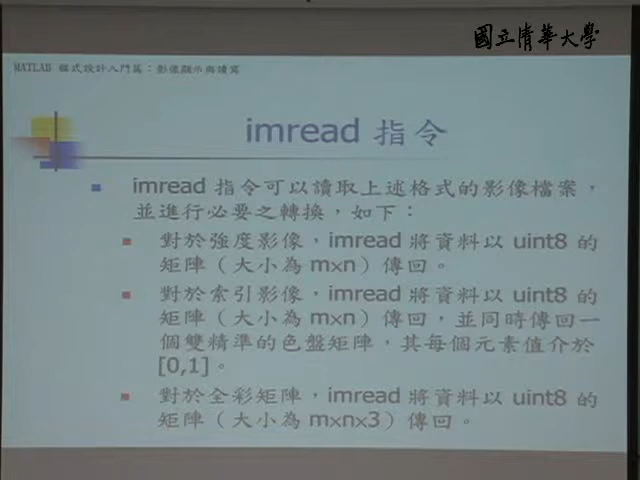 國立清華大學
MATLAB 程式設計入門篇：影像顯示與讀寫
imread 指令
imread 指令可以讀取上述格式的影像檔案，
並進行必要之轉換，如下：
對於強度影像，imread 將資料以 uint8 的
矩陣（大小為 m×n）傳回。
對於索引影像，imread 將資料以 uint8 的
矩陣（大小為 m×n）傳回，並同時傳回一
個雙精準的色盤矩陣，其每個元素值介於
[0,1]。
對於全彩矩陣，imread 將資料以 uint8 的
矩陣（大小為 m×n×3）傳回。